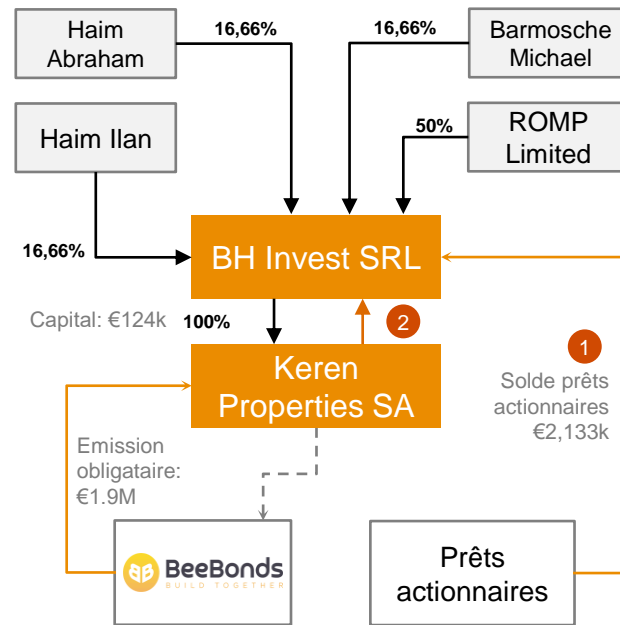 Haim
Abraham
16,66%
16,66%
Barmosche
Michael
Haim Ilan
50%
ROMP
Limited
16,66%
BH Invest SRL
Capital: €124k
100%
2
1
Keren
Properties SA
Solde prêts
actionnaires
€2,133k
Emission
obligataire:
€1.9M
BB
BeeBonds
BUILD TOGETHER
Prêts
actionnaires